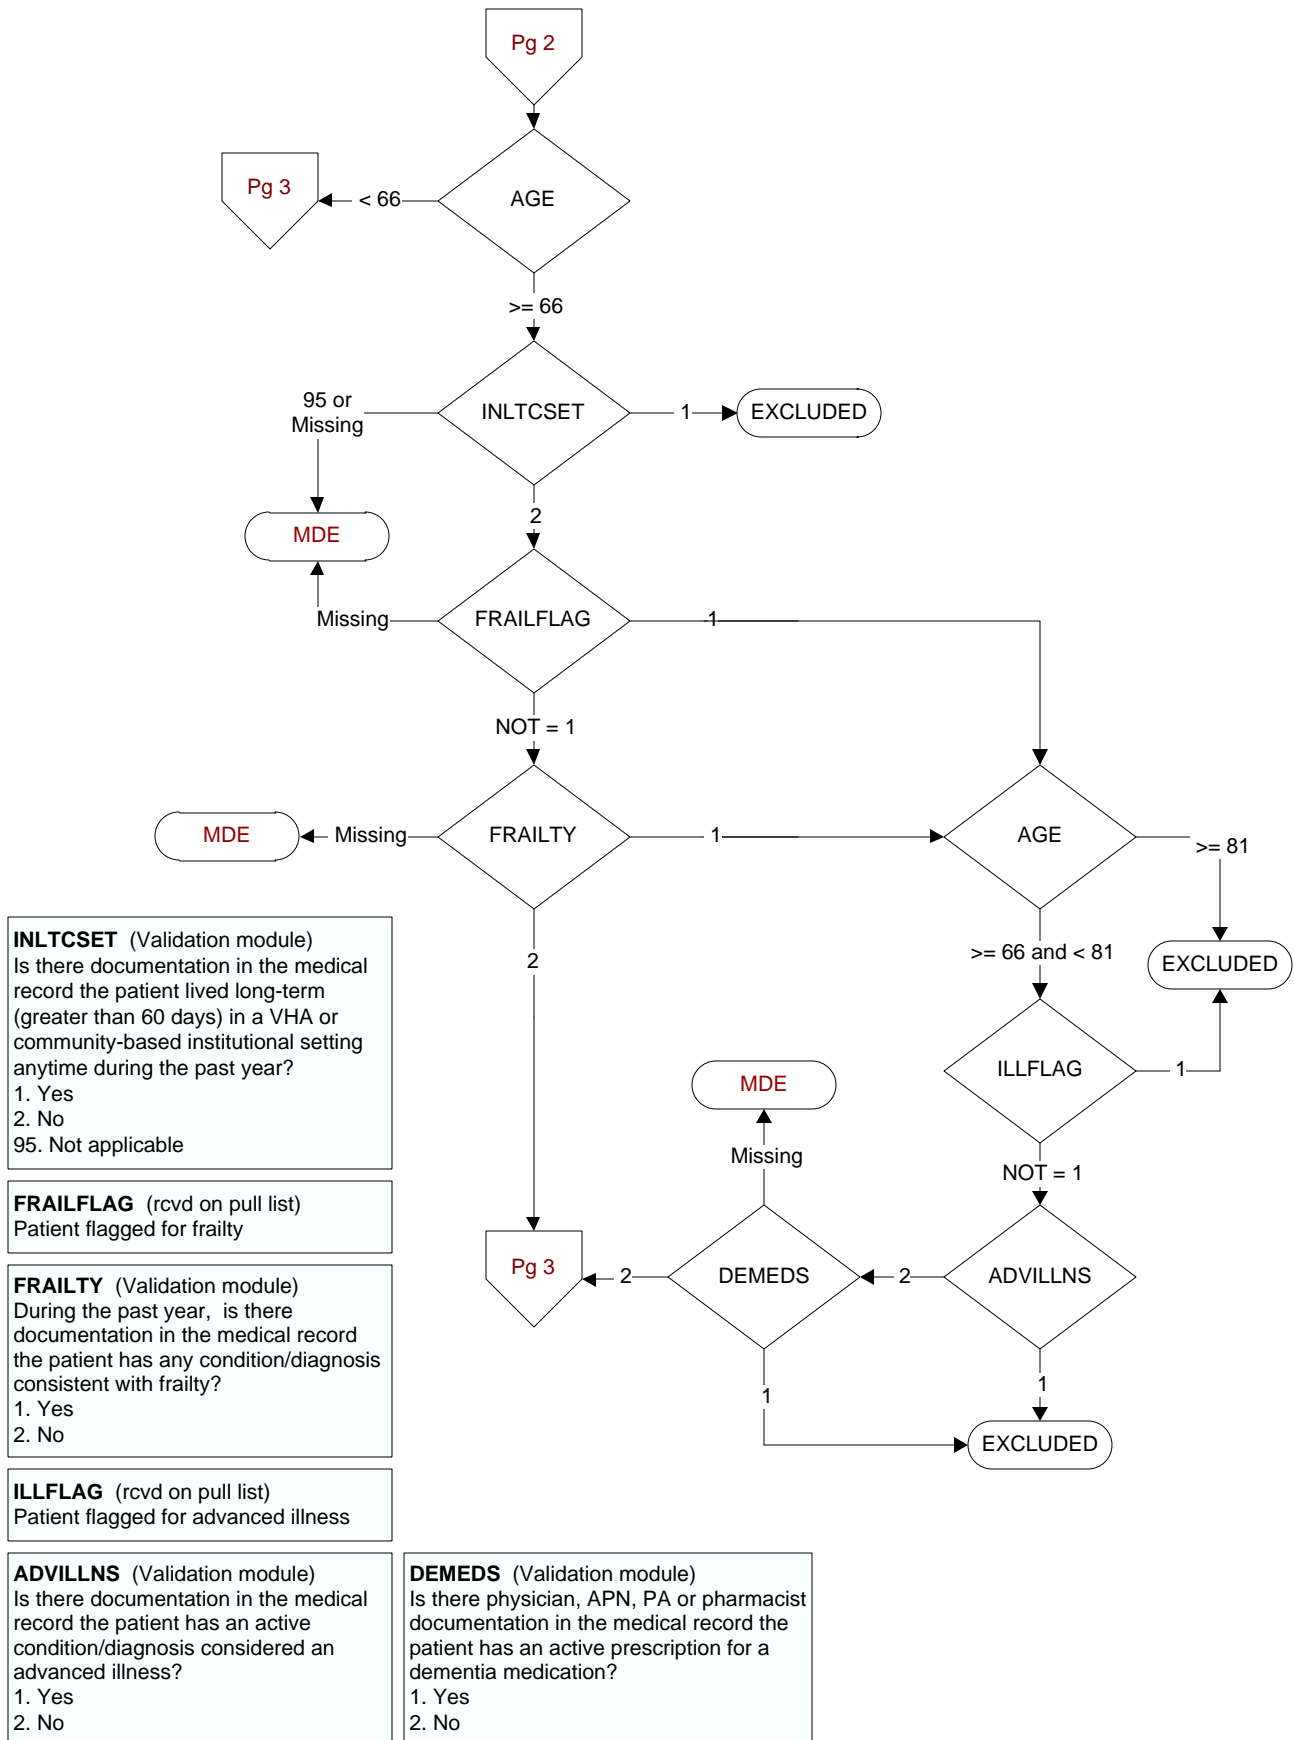 Pg 2
AGE
Pg 3
< 66
>= 66
INLTCSET
95 or
Missing
1
EXCLUDED
2
MDE
FRAILFLAG
Missing
1
NOT = 1
FRAILTY
Missing
MDE
1
AGE
>= 81
>= 66 and < 81
EXCLUDED
2
ILLFLAG
1
MDE
Missing
NOT = 1
Pg 3
2
DEMEDS
2
ADVILLNS
1
1
EXCLUDED
INLTCSET (Validation module)
Is there documentation in the medical
record the patient lived long-term
(greater than 60 days) in a VHA or
community-based institutional setting
anytime during the past year?
1. Yes
2. No
95. Not applicable
FRAILFLAG (rcvd on pull list)
Patient flagged for frailty
FRAILTY (Validation module)
During the past year, is there
documentation in the medical record
the patient has any condition/diagnosis
consistent with frailty?
1. Yes
2. No
ILLFLAG (rcvd on pull list)
Patient flagged for advanced illness
ADVILLNS (Validation module)
Is there documentation in the medical
record the patient has an active
condition/diagnosis considered an
advanced illness?
1. Yes
2. No
DEMEDS (Validation module)
Is there physician, APN, PA or pharmacist
documentation in the medical record the
patient has an active prescription for a
dementia medication?
1. Yes
2. No